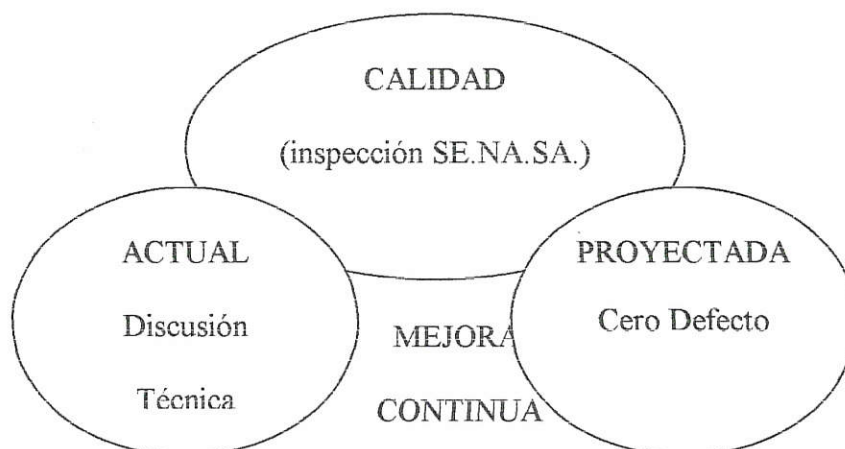 CALIDAD
(inspección SE.NA.SA.)
ACTUAL
Discusión
Técnica
PROYECTADA
Cero Defecto
MEJORA
CONTINUA